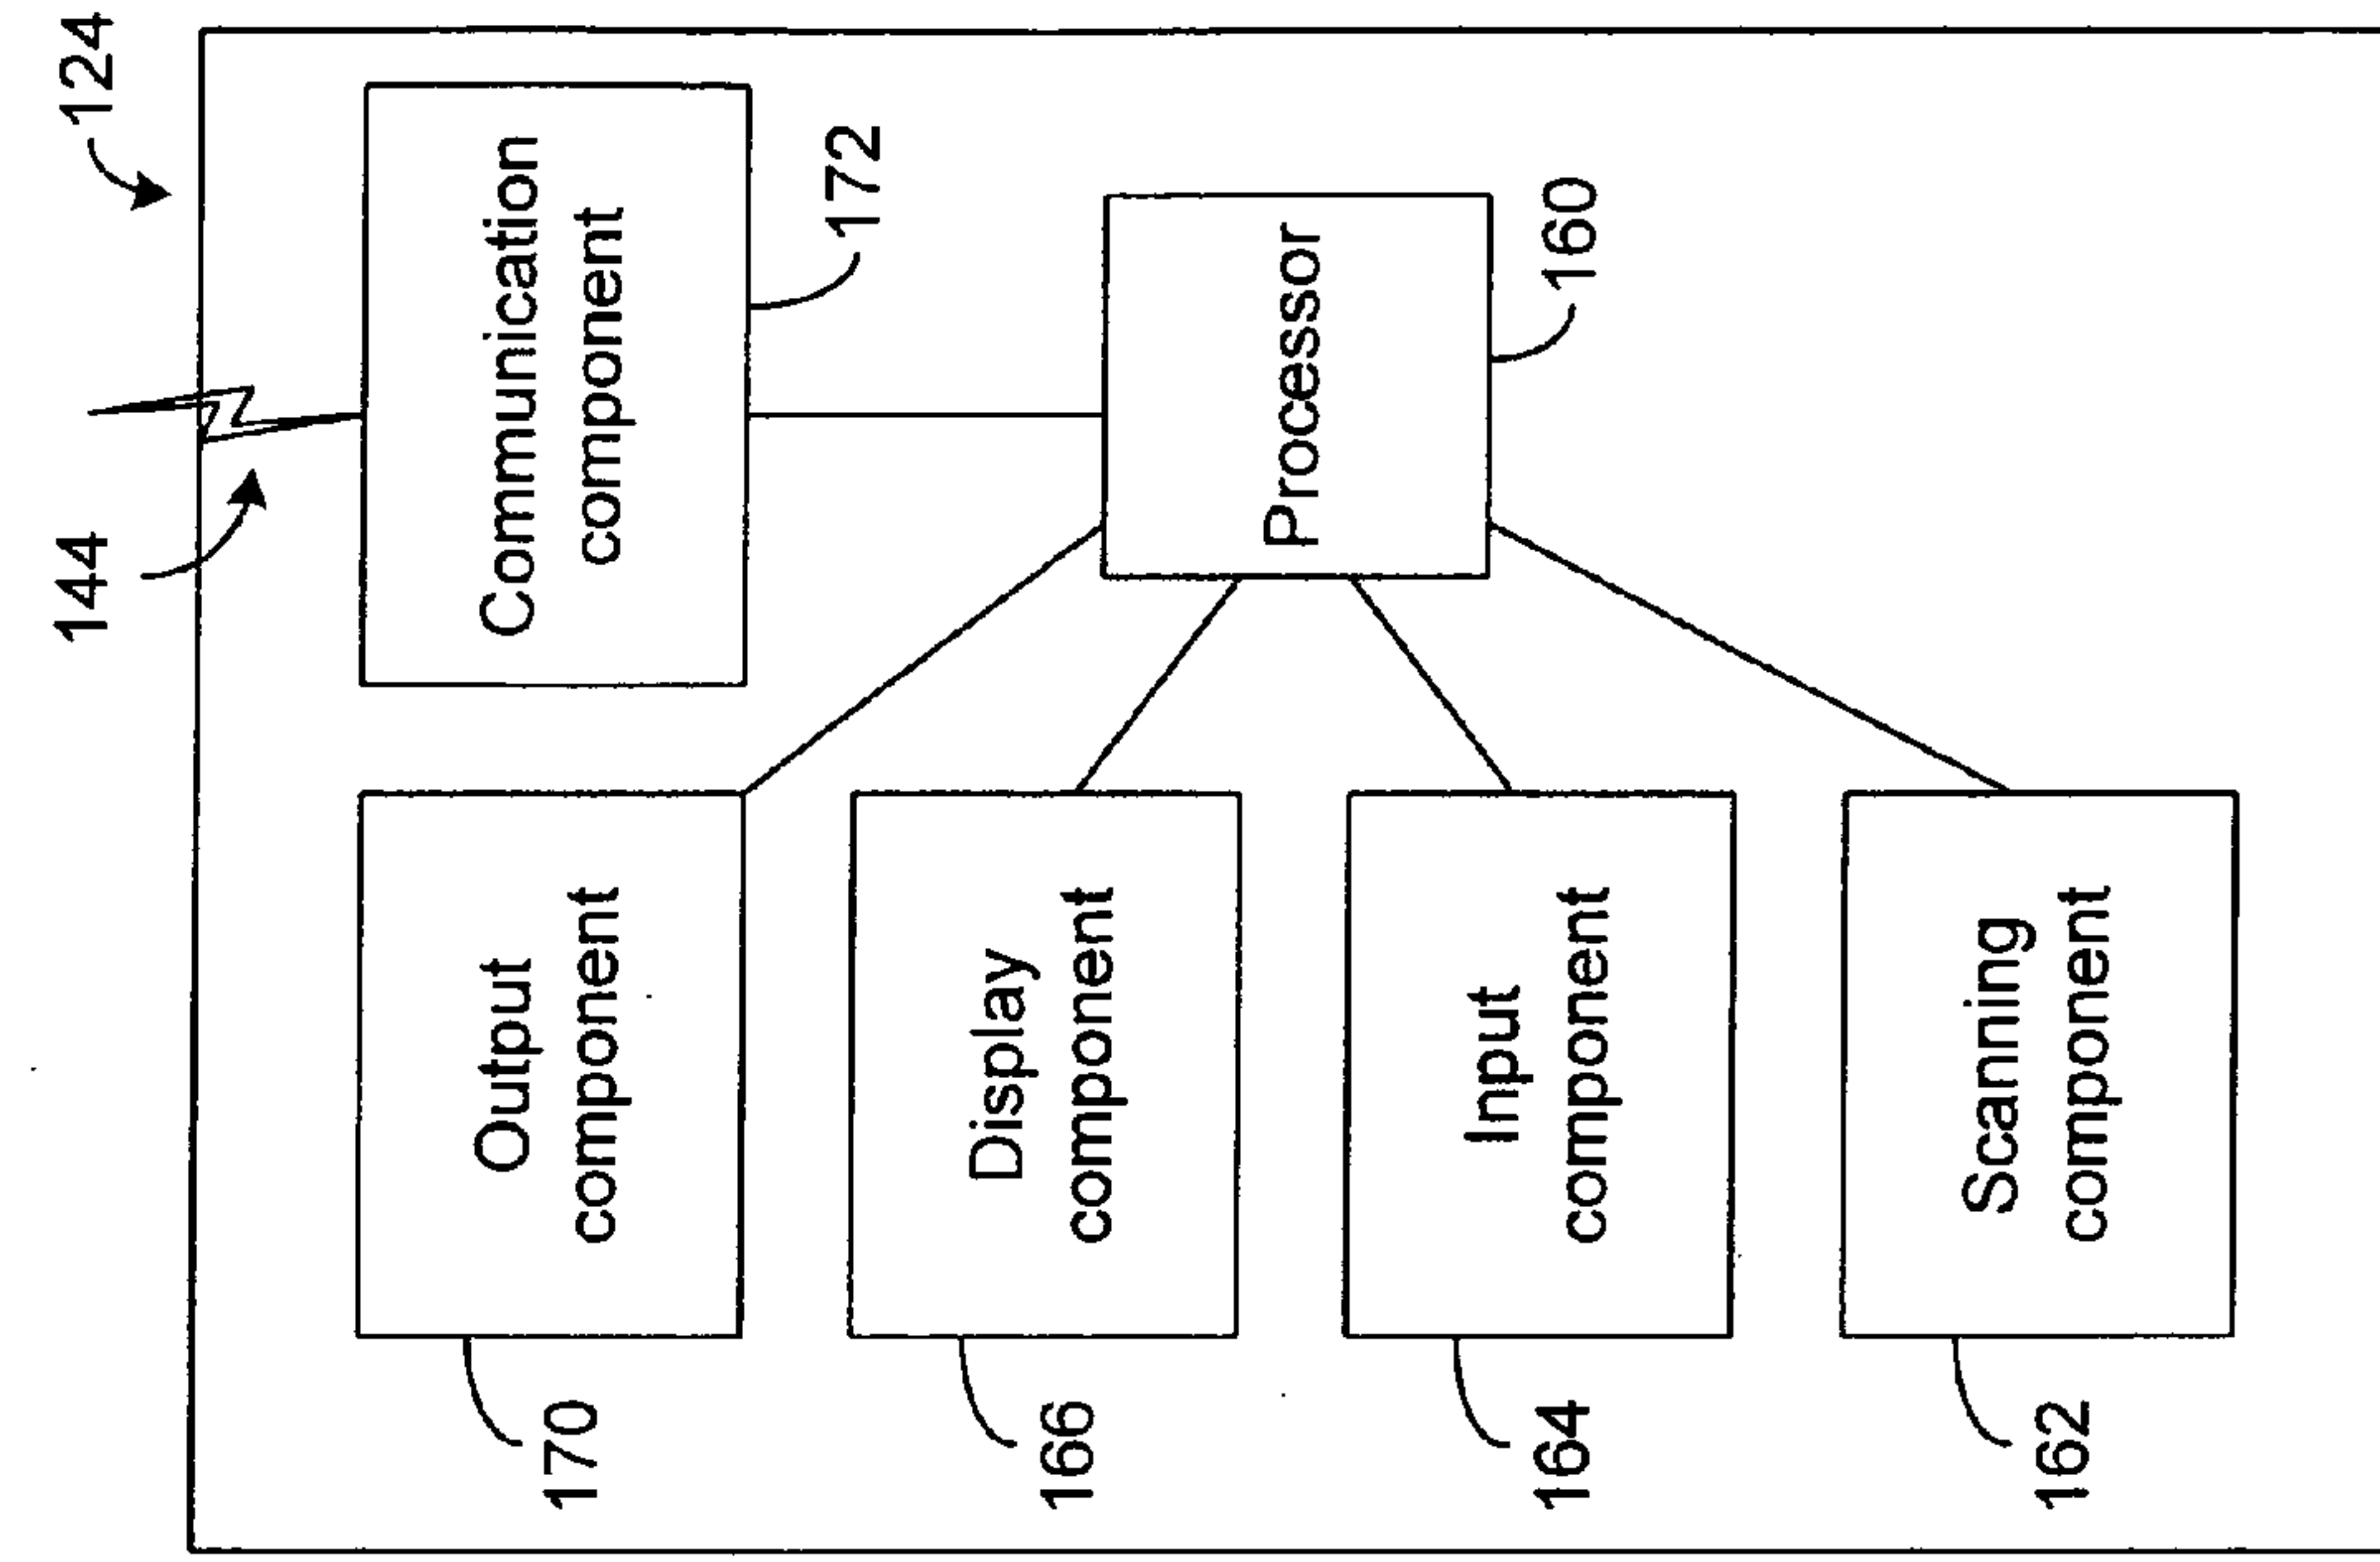 124
144
Communication
component
172
Processor
160
Output
component
170
Display
component
166
Input
component
164
Scanning
component
162